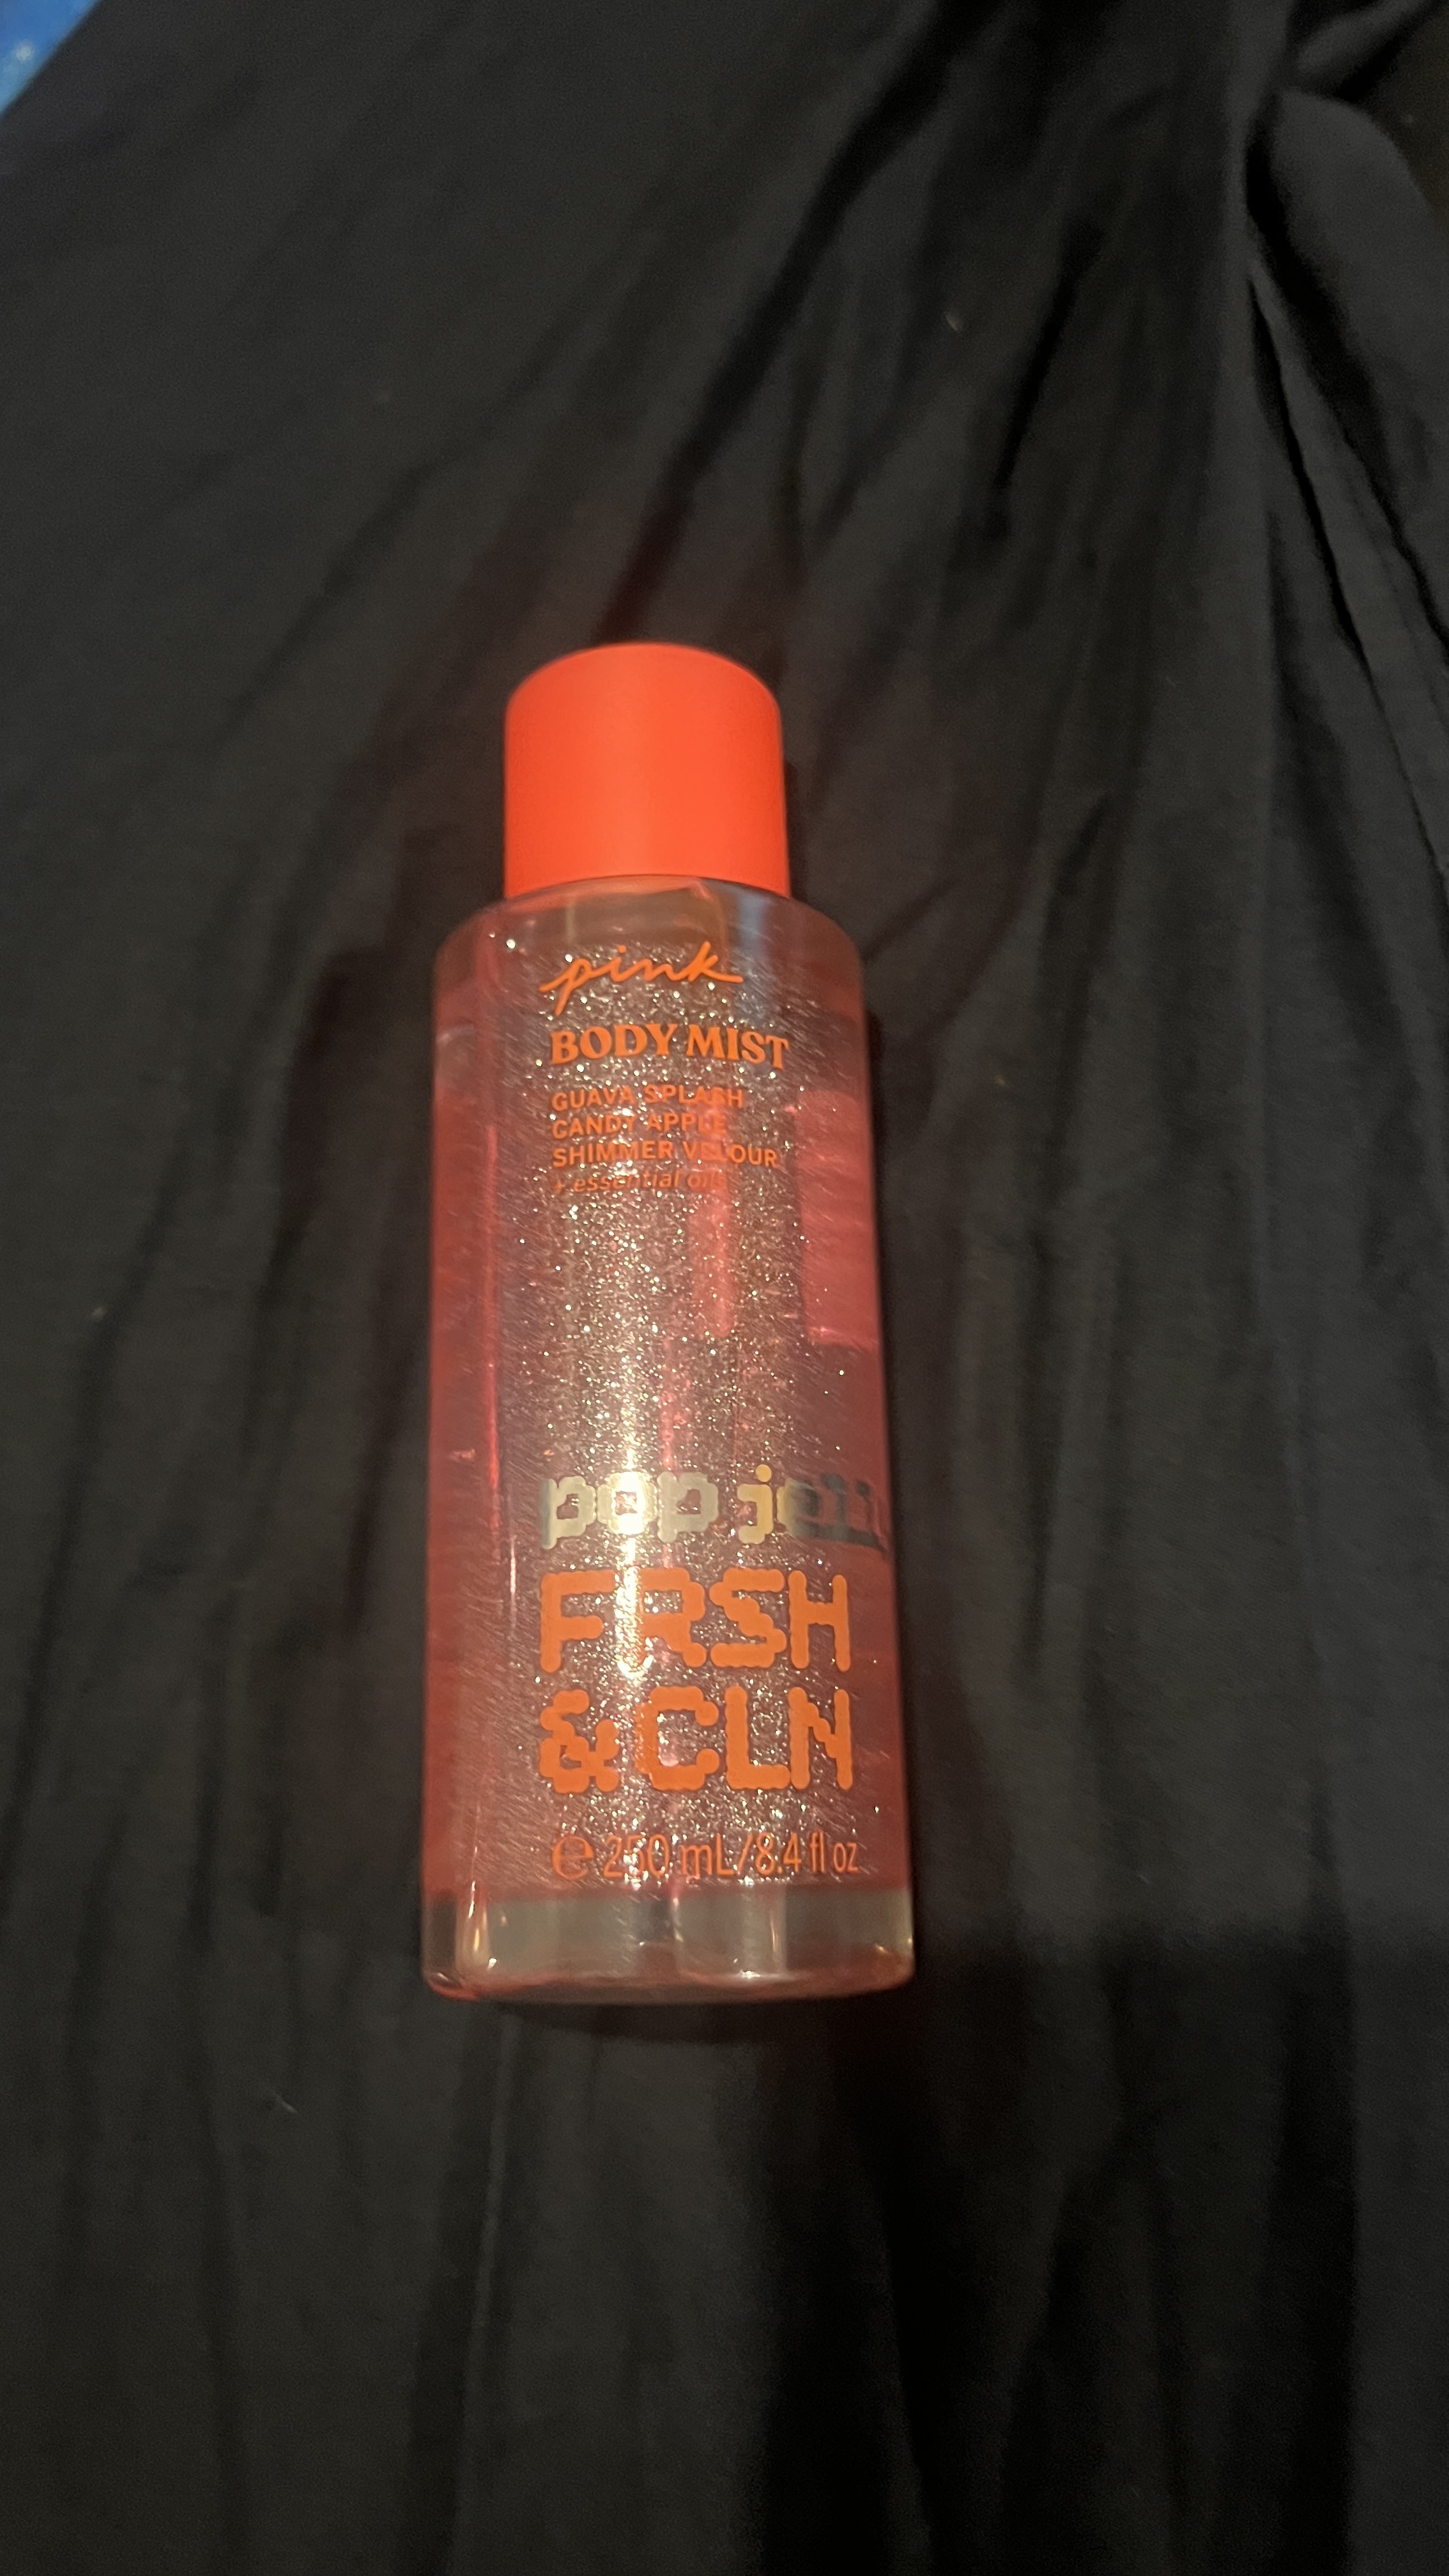 pink
BODY MIST
GUAVA SPLASH
CANDY APPLE
SHIMMER VELOUR
+ essential oils
pop jelly
FRSH
& CLN
℮ 250 mL/8.4 fl oz